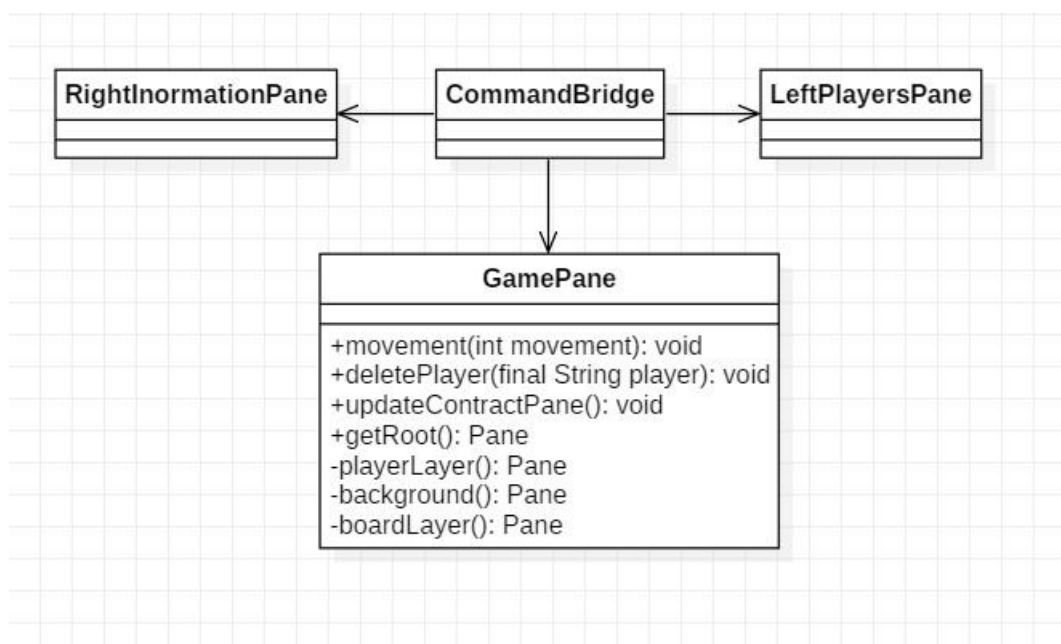 RightInormationPane
CommandBridge
LeftPlayersPane
GamePane
+movement(int movement): void
+deletePlayer(final String player): void
+updateContractPane(): void
+getRoot(): Pane
-playerLayer(): Pane
-background(): Pane
-boardLayer(): Pane